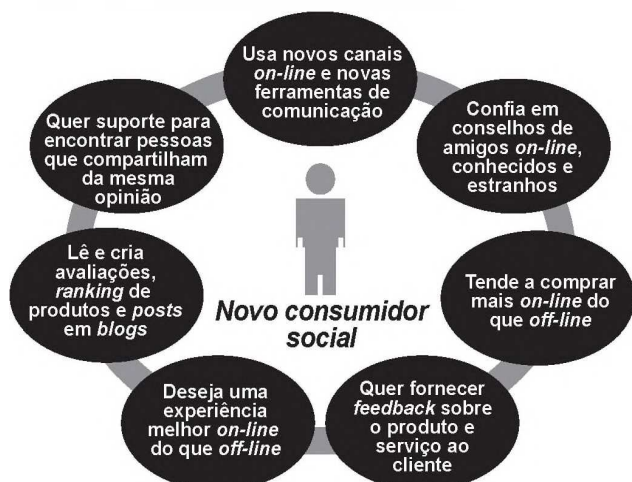 Usa novos canais
on-line e novas
ferramentas de
comunicação
Confia em
conselhos de
amigos on-line,
conhecidos e
estranhos
Tende a comprar
mais on-line do
que off-line
Quer fornecer
feedback sobre
o produto e
serviço ao
cliente
Deseja uma
experiência
melhor on-line
do que off-line
Lê e cria
avaliações,
ranking de
produtos e posts
em blogs
Quer suporte para
encontrar pessoas
que compartilham
da mesma
opinião
Novo consumidor
social